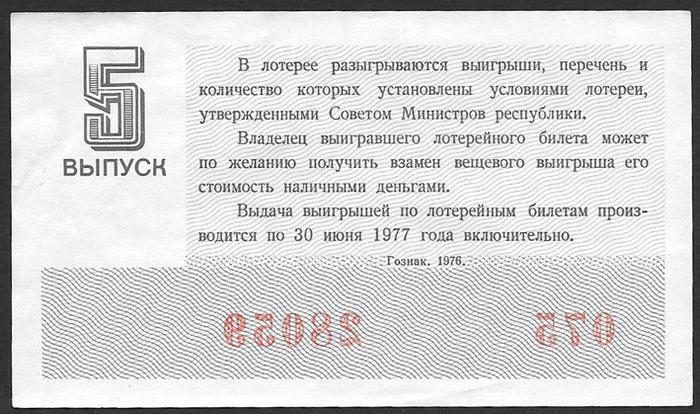 5
ВЫПУСК
В лотерее разыгрываются выигрыши, перечень и
количество которых установлены условиями лотереи,
утвержденными Советом Министров республики.
Владелец выигравшего лотерейного билета может
по желанию получить взамен вещевого выигрыша его
стоимость наличными деньгами.
Выдача выигрышей по лотерейным билетам произ-
водится по 30 июня 1977 года включительно.
Гознак. 1976.